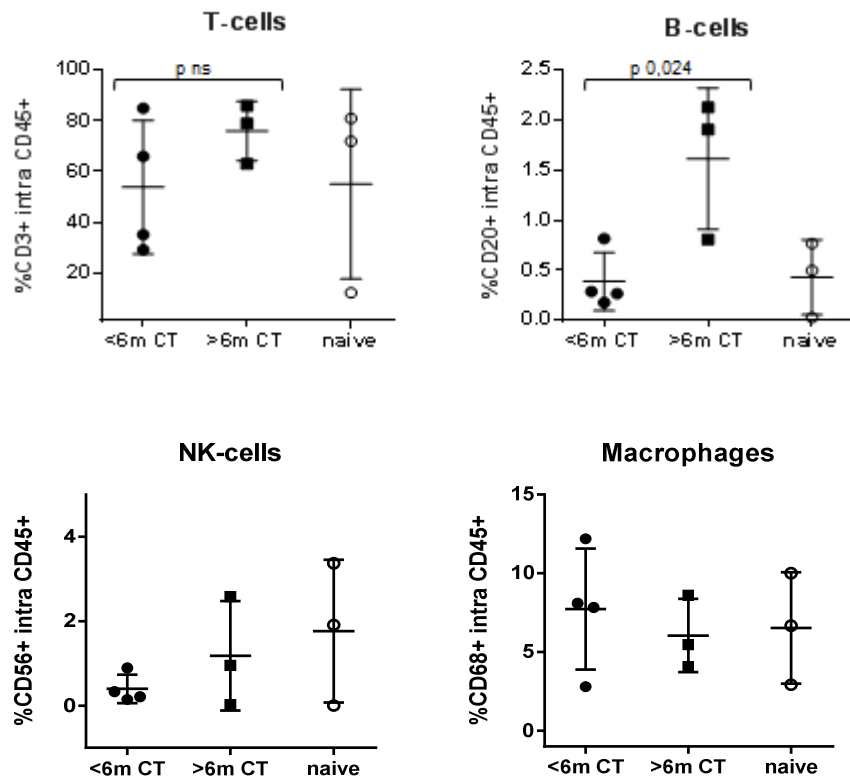 T-cells
p ns
%CD3+ intra CD45+
100
80
60
40
20
<6m CT >6m CT naive
B-cells
p 0,024
%CD20+ intra CD45+
2.5
2.0
1.5
1.0
0.5
0.0
<6m CT >6m CT naive
NK-cells
%CD56+ intra CD45+
4
2
0
<6m CT >6m CT naive
Macrophages
%CD68+ intra CD45+
15
10
5
0
<6m CT >6m CT naive